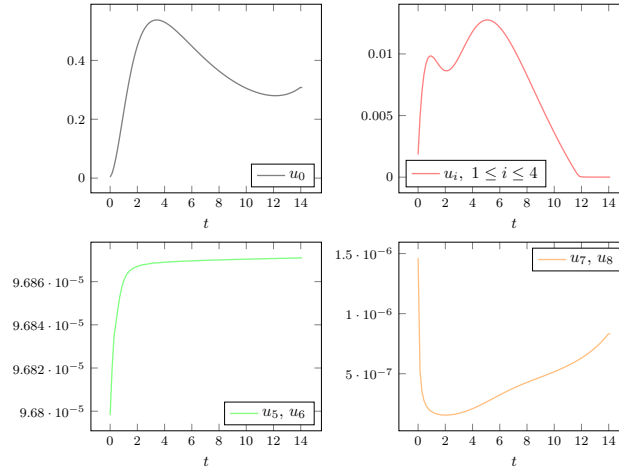 0.4
0.2
0
0 2 4 6 8 10 12 14
t
u₀
0.01
0.005
0
0 2 4 6 8 10 12 14
t
uᵢ, 1 ≤ i ≤ 4
9.686 · 10⁻⁵
9.684 · 10⁻⁵
9.682 · 10⁻⁵
9.68 · 10⁻⁵
0 2 4 6 8 10 12 14
t
u₅, u₆
1.5 · 10⁻⁶
1 · 10⁻⁶
5 · 10⁻⁷
0 2 4 6 8 10 12 14
t
u₇, u₈